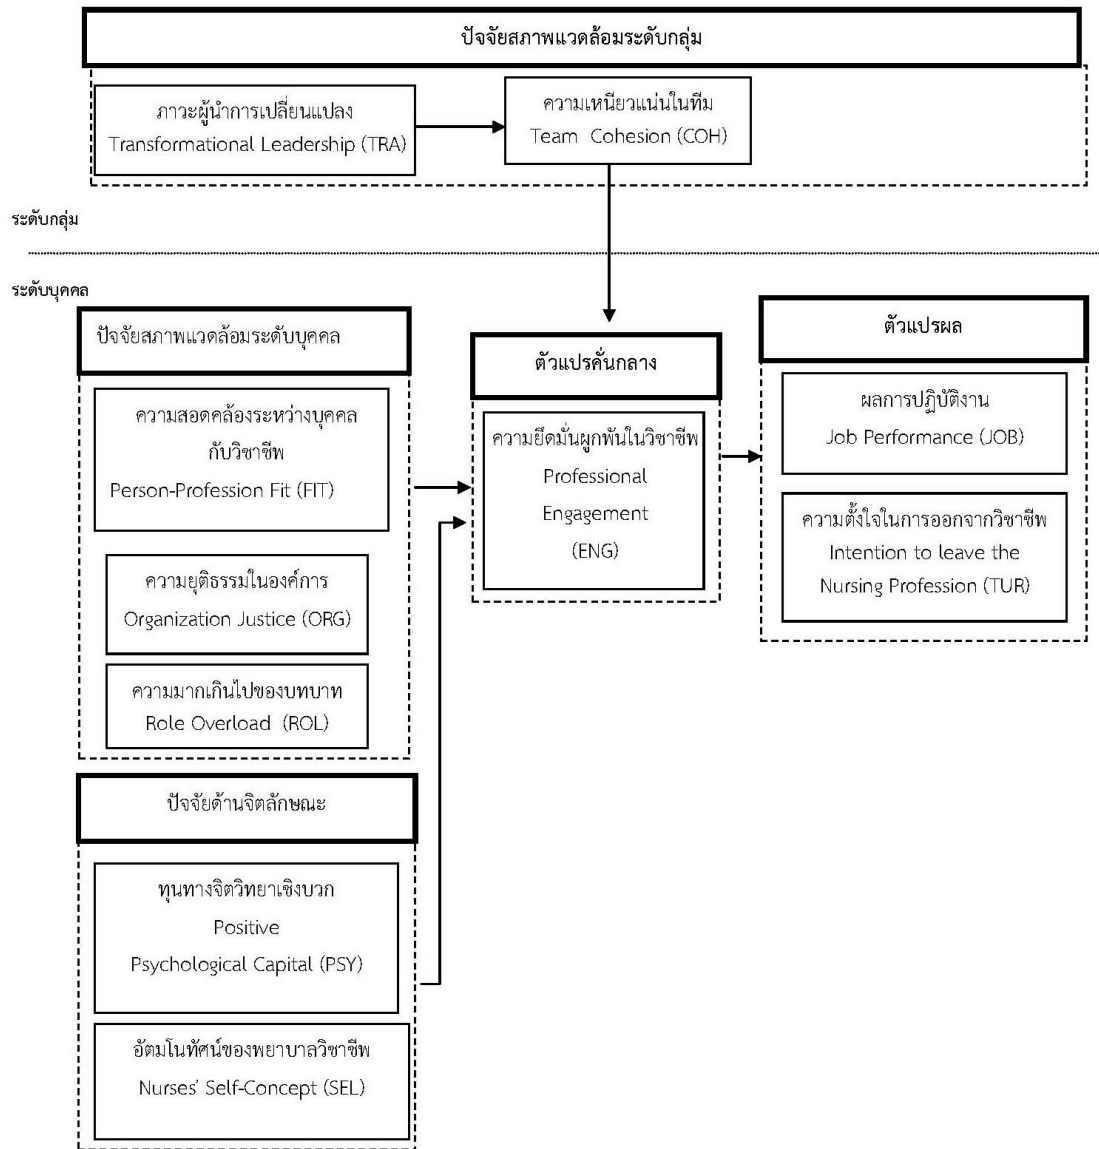 ปัจจัยสภาพแวดล้อมระดับกลุ่ม
ภาวะผู้นำการเปลี่ยนแปลง
Transformational Leadership (TRA)
ความเหนียวแน่นในทีม
Team Cohesion (COH)
ระดับกลุ่ม
ระดับบุคคล
ปัจจัยสภาพแวดล้อมระดับบุคคล
ความสอดคล้องระหว่างบุคคล
กับวิชาชีพ
Person-Profession Fit (FIT)
ความยุติธรรมในองค์การ
Organization Justice (ORG)
ความมากเกินไปของบทบาท
Role Overload (ROL)
ปัจจัยด้านจิตลักษณะ
ทุนทางจิตวิทยาเชิงบวก
Positive
Psychological Capital (PSY)
อัตมโนทัศน์ของพยาบาลวิชาชีพ
Nurses' Self-Concept (SEL)
ตัวแปรคั่นกลาง
ความยึดมั่นผูกพันในวิชาชีพ
Professional
Engagement
(ENG)
ตัวแปรผล
ผลการปฏิบัติงาน
Job Performance (JOB)
ความตั้งใจในการออกจากวิชาชีพ
Intention to leave the
Nursing Profession (TUR)